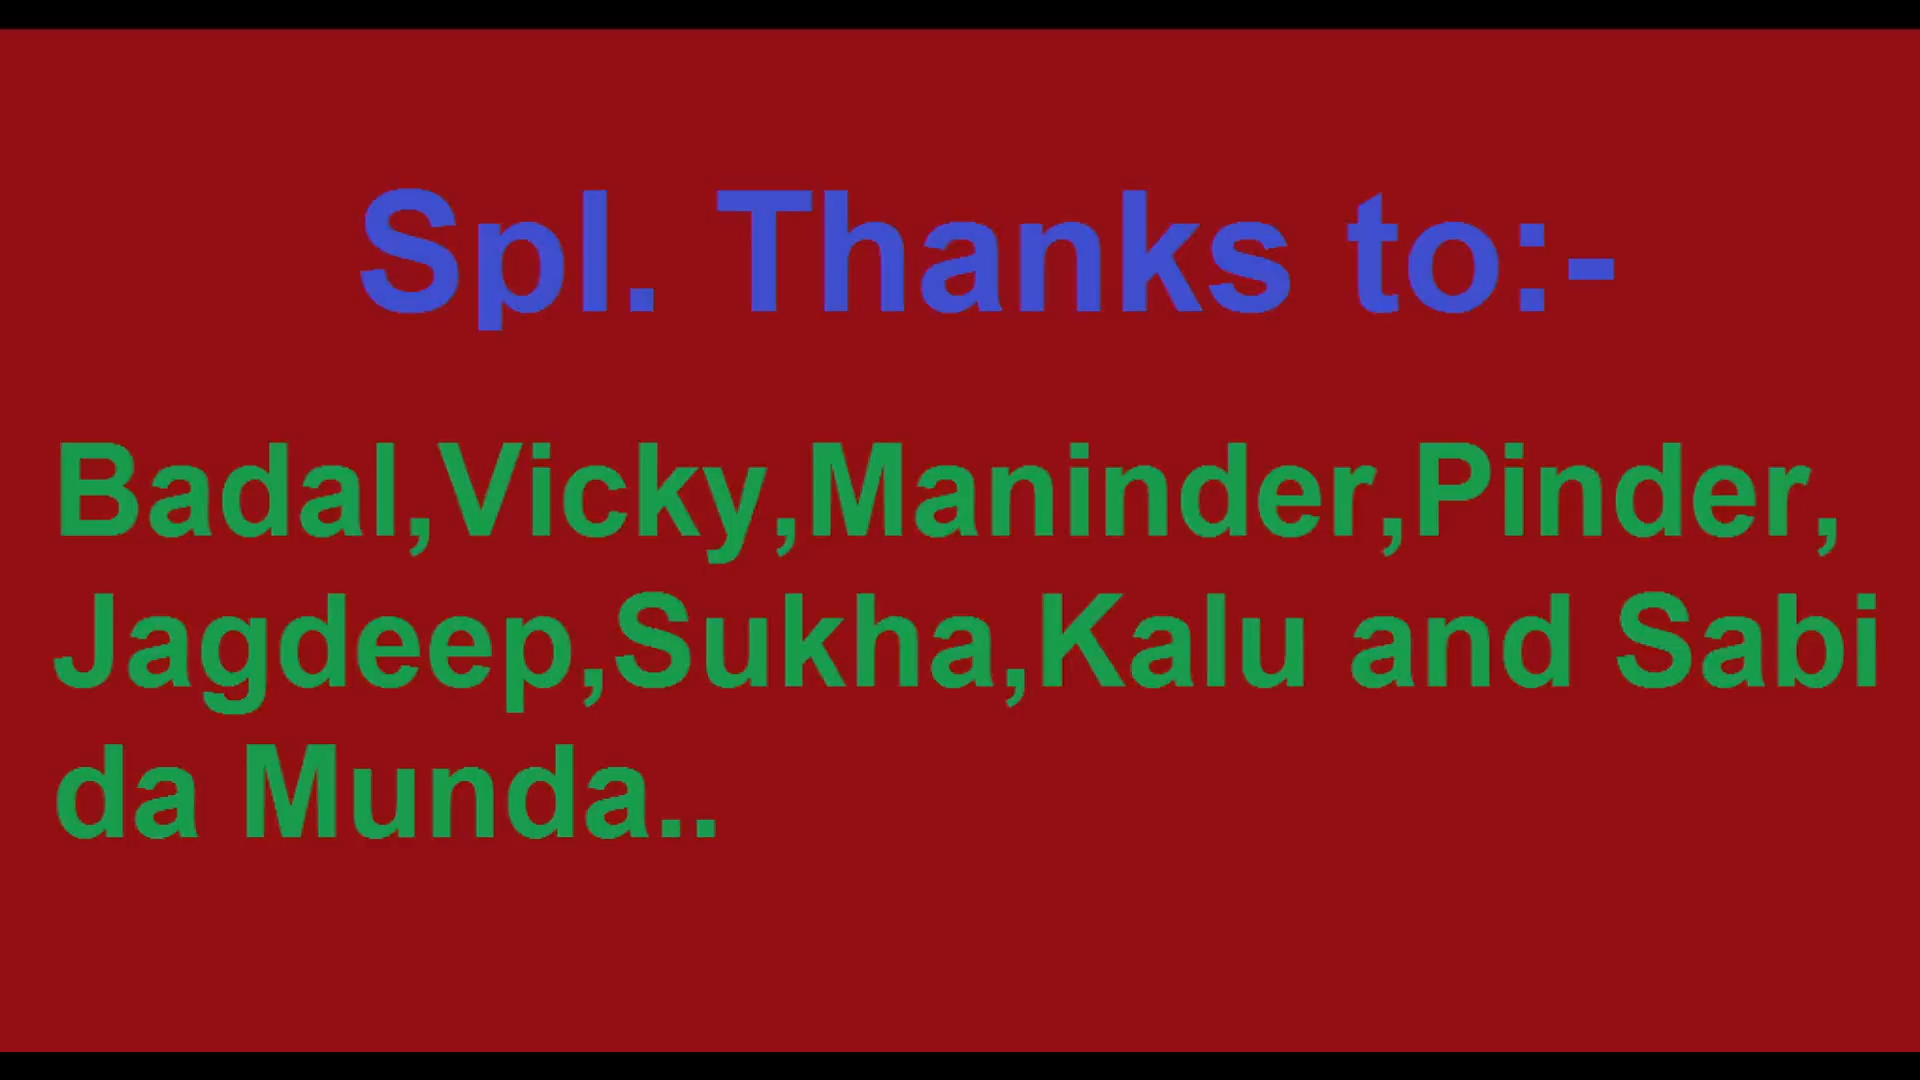 Spl. Thanks to:-
Badal,Vicky,Maninder,Pinder,
Jagdeep,Sukha,Kalu and Sabi
da Munda..